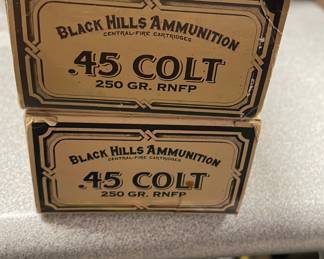 BLACK HILLS AMMUNITION
CENTRAL-FIRE CARTRIDGES
.45 COLT
250 GR. RNFP
BLACK HILLS AMMUNITION
CENTRAL-FIRE CARTRIDGES
.45 COLT
250 GR. RNFP